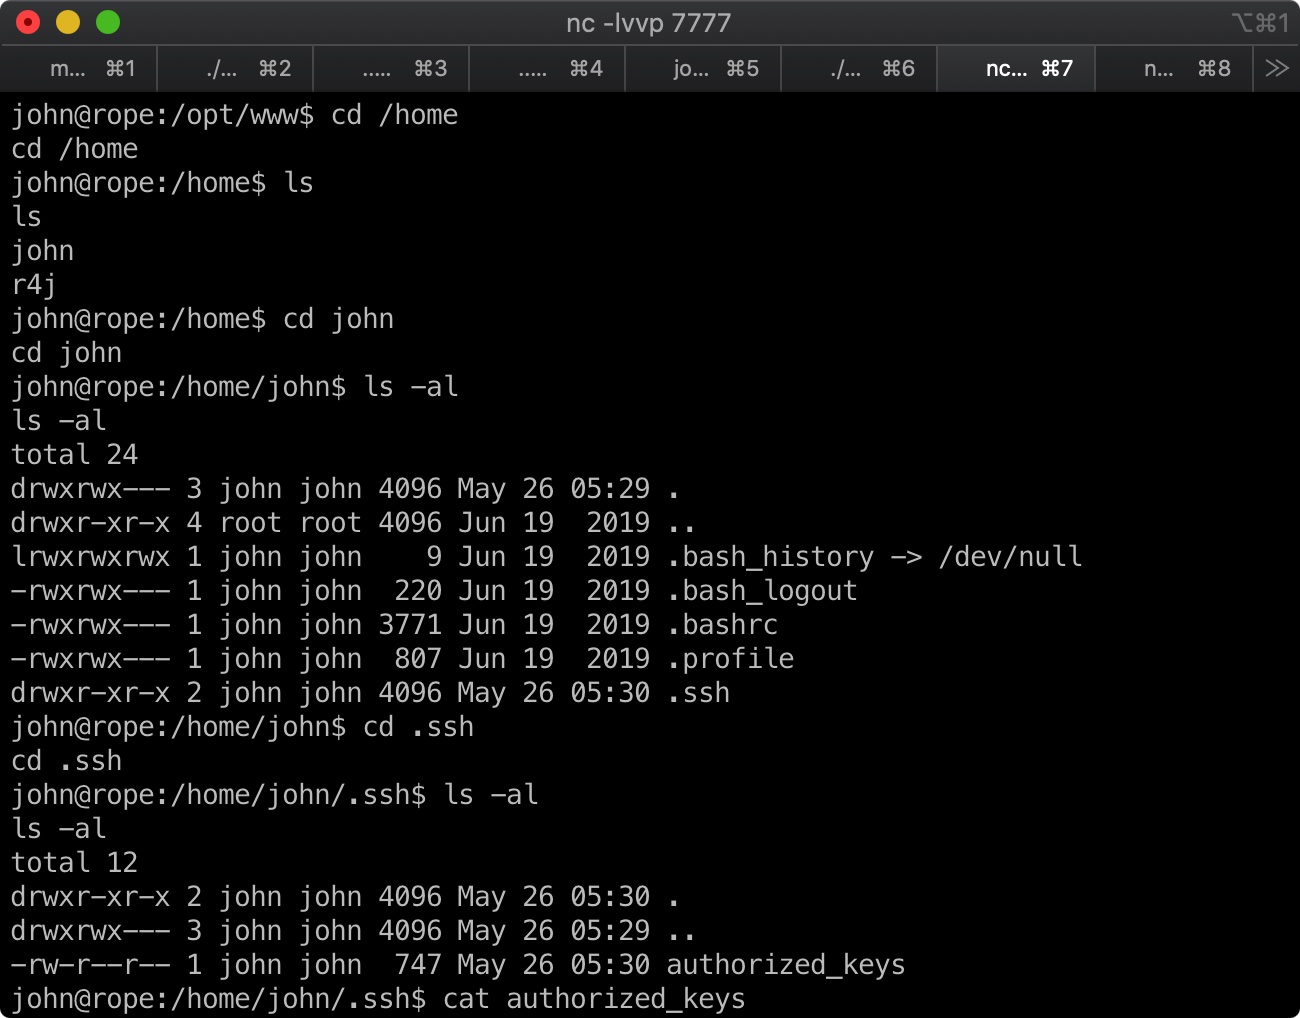 nc -lvvp 7777 ⌥⌘1
m... ⌘1 ./... ⌘2 ..... ⌘3 ..... ⌘4 jo... ⌘5 ./... ⌘6 nc... ⌘7 n... ⌘8
john@rope:/opt/www$ cd /home
cd /home
john@rope:/home$ ls
ls
john
r4j
john@rope:/home$ cd john
cd john
john@rope:/home/john$ ls -al
ls -al
total 24
drwxrwx--- 3 john john 4096 May 26 05:29 .
drwxr-xr-x 4 root root 4096 Jun 19  2019 ..
lrwxrwxrwx 1 john john    9 Jun 19  2019 .bash_history -> /dev/null
-rwxrwx--- 1 john john  220 Jun 19  2019 .bash_logout
-rwxrwx--- 1 john john 3771 Jun 19  2019 .bashrc
-rwxrwx--- 1 john john  807 Jun 19  2019 .profile
drwxr-xr-x 2 john john 4096 May 26 05:30 .ssh
john@rope:/home/john$ cd .ssh
cd .ssh
john@rope:/home/john/.ssh$ ls -al
ls -al
total 12
drwxr-xr-x 2 john john 4096 May 26 05:30 .
drwxrwx--- 3 john john 4096 May 26 05:29 ..
-rw-r--r-- 1 john john  747 May 26 05:30 authorized_keys
john@rope:/home/john/.ssh$ cat authorized_keys